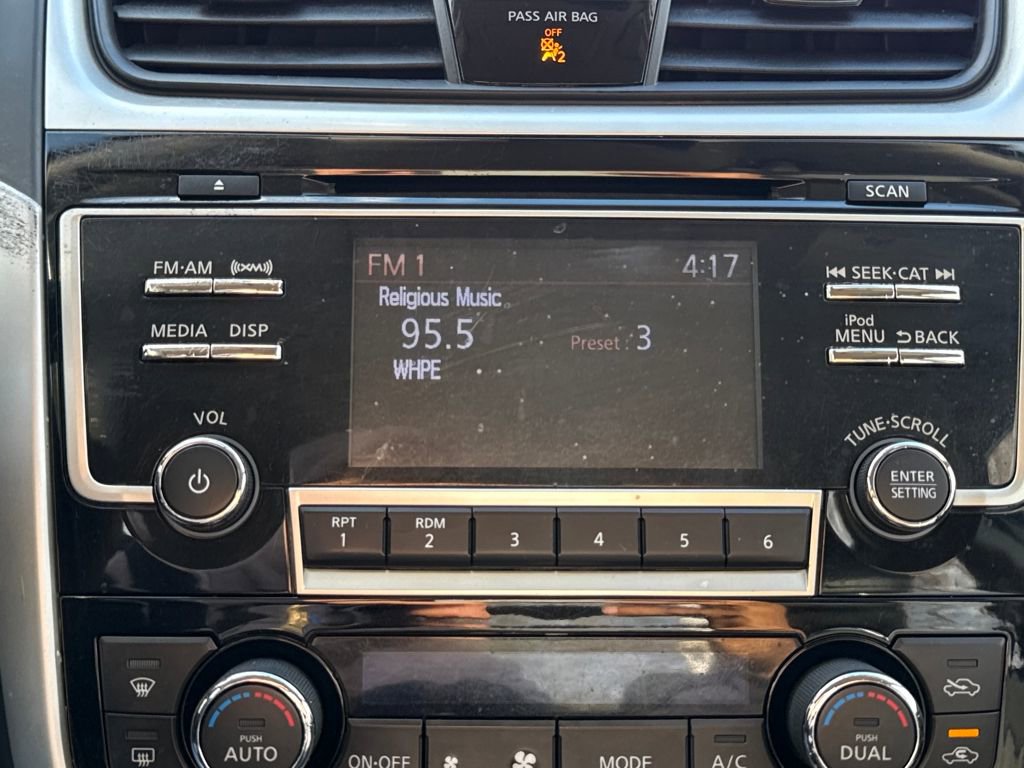 PASS AIR BAG
OFF
2
SCAN
FM·AM ((XM))
SEEK·CAT
MEDIA DISP
iPod
MENU BACK
FM 1 4:17
Religious Music
95.5 Preset : 3
WHPE
VOL
TUNE·SCROLL
ENTER
SETTING
RPT RDM
1 2 3 4 5 6
PUSH
AUTO
ON·OFF
MODE
A/C
PUSH
DUAL